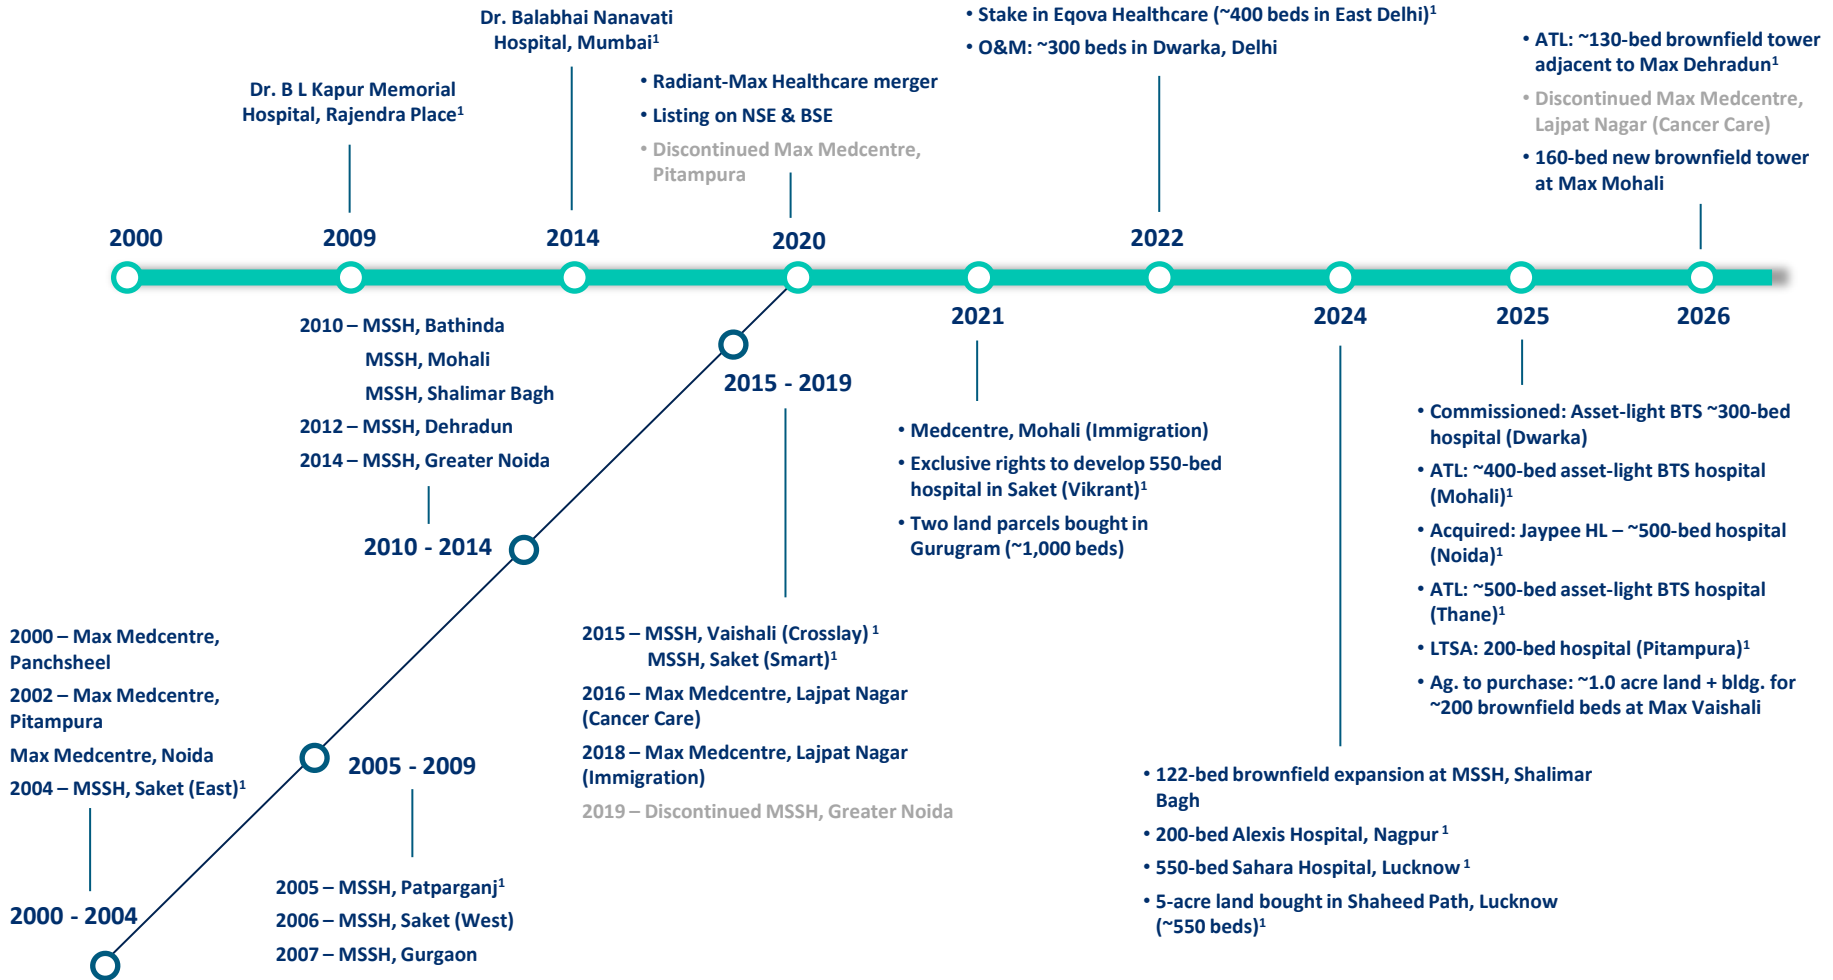 Dr. B L Kapur Memorial
Hospital, Rajendra Place¹
Dr. Balabhai Nanavati
Hospital, Mumbai¹
• Radiant-Max Healthcare merger
• Listing on NSE & BSE
• Discontinued Max Medcentre,
Pitampura
• Stake in Eqova Healthcare (~400 beds in East Delhi)¹
• O&M: ~300 beds in Dwarka, Delhi
• ATL: ~130-bed brownfield tower
adjacent to Max Dehradun¹
• Discontinued Max Medcentre,
Lajpat Nagar (Cancer Care)
• 160-bed new brownfield tower
at Max Mohali
2000
2009
2014
2020
2022
2021
2024
2025
2026
2010 – MSSH, Bathinda
MSSH, Mohali
MSSH, Shalimar Bagh
2012 – MSSH, Dehradun
2014 – MSSH, Greater Noida
2010 - 2014
2015 - 2019
• Medcentre, Mohali (Immigration)
• Exclusive rights to develop 550-bed
hospital in Saket (Vikrant)¹
• Two land parcels bought in
Gurugram (~1,000 beds)
• Commissioned: Asset-light BTS ~300-bed
hospital (Dwarka)
• ATL: ~400-bed asset-light BTS hospital
(Mohali)¹
• Acquired: Jaypee HL – ~500-bed hospital
(Noida)¹
• ATL: ~500-bed asset-light BTS hospital
(Thane)¹
• LTSA: 200-bed hospital (Pitampura)¹
• Ag. to purchase: ~1.0 acre land + bldg. for
~200 brownfield beds at Max Vaishali
2000 – Max Medcentre,
Panchsheel
2002 – Max Medcentre,
Pitampura
Max Medcentre, Noida
2004 – MSSH, Saket (East)¹
2000 - 2004
2005 - 2009
2005 – MSSH, Patparganj¹
2006 – MSSH, Saket (West)
2007 – MSSH, Gurgaon
2015 – MSSH, Vaishali (Crosslay) ¹
MSSH, Saket (Smart)¹
2016 – Max Medcentre, Lajpat Nagar
(Cancer Care)
2018 – Max Medcentre, Lajpat Nagar
(Immigration)
2019 – Discontinued MSSH, Greater Noida
• 122-bed brownfield expansion at MSSH, Shalimar
Bagh
• 200-bed Alexis Hospital, Nagpur ¹
• 550-bed Sahara Hospital, Lucknow ¹
• 5-acre land bought in Shaheed Path, Lucknow
(~550 beds)¹